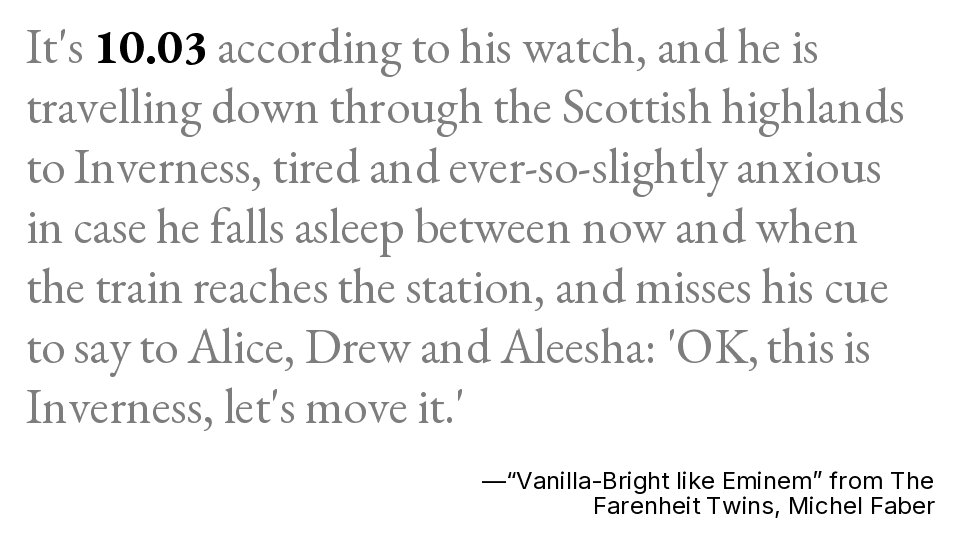 It's 10.03 according to his watch, and he is
travelling down through the Scottish highlands
to Inverness, tired and ever-so-slightly anxious
in case he falls asleep between now and when
the train reaches the station, and misses his cue
to say to Alice, Drew and Aleesha: 'OK, this is
Inverness, let's move it.'
—“Vanilla-Bright like Eminem” from The
Farenheit Twins, Michel Faber